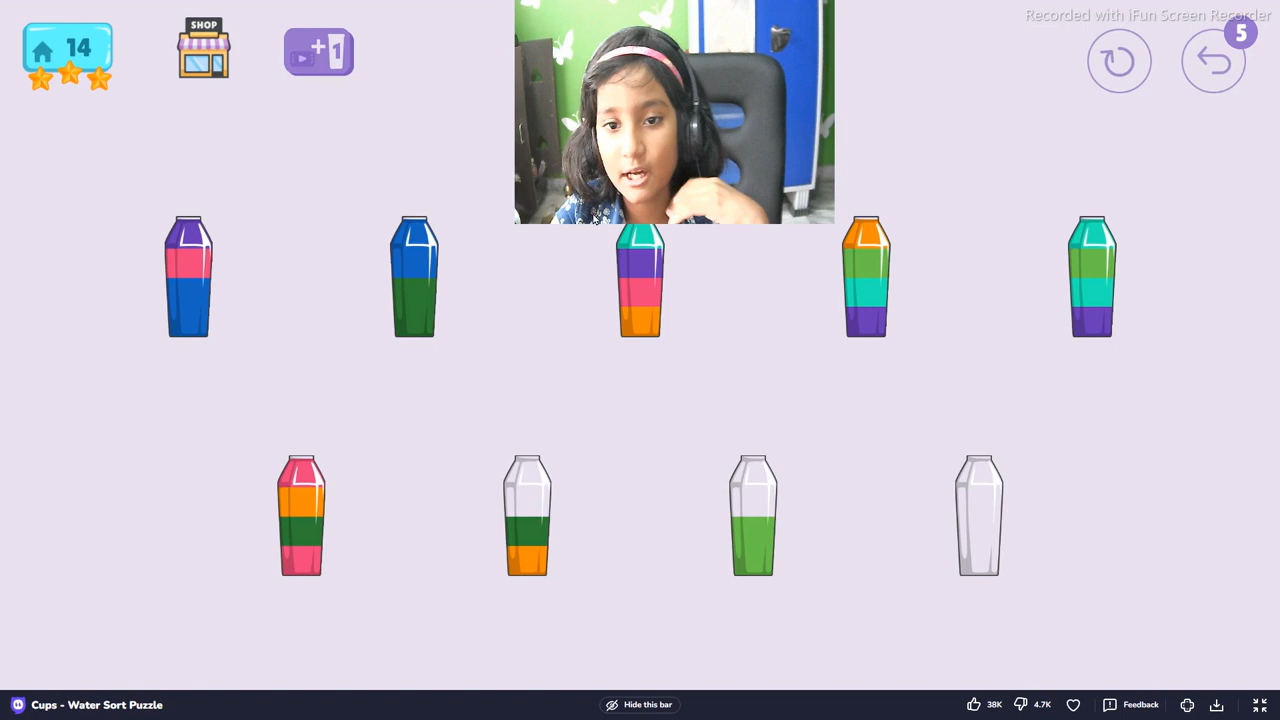 Recorded with iFun Screen Recorder
SHOP
14
+1
5
Cups - Water Sort Puzzle
Hide this bar
38K
4.7K
Feedback